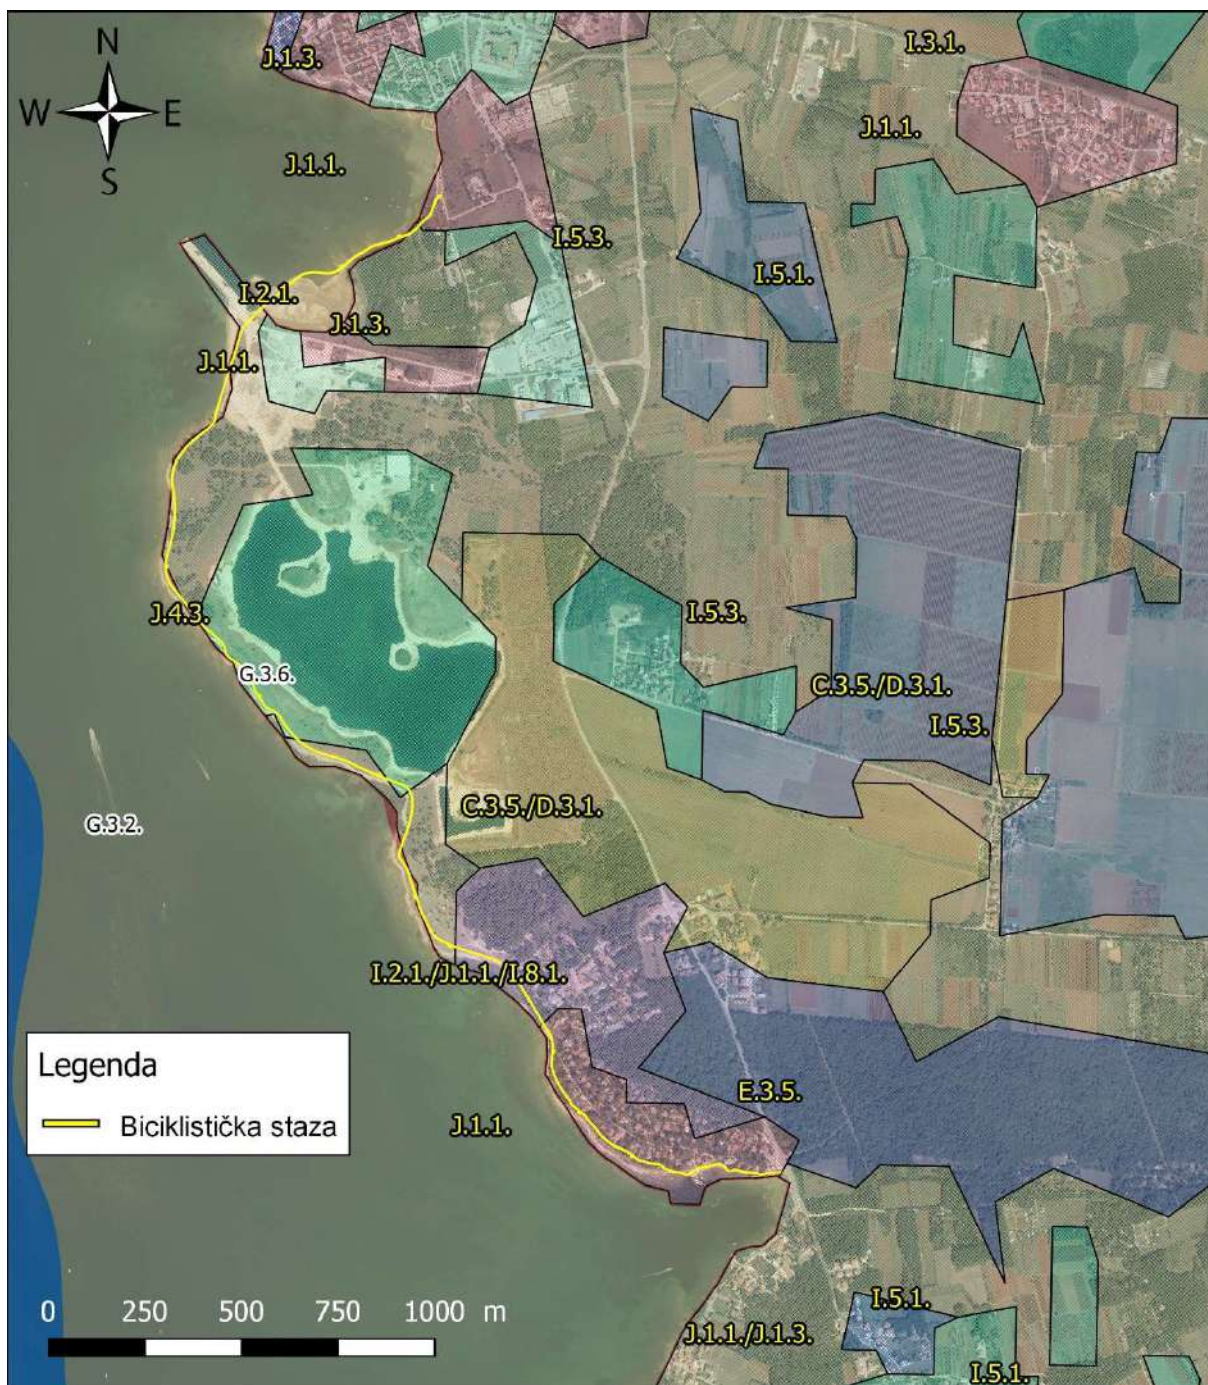 N
I.3.1.
J.1.3.
W
E
J.1.1.
S
J.1.1.
I.5.3.
I.5.1.
I.2.1.
J.1.3.
J.1.1.
J.4.3.
I.5.3.
G.3.6.
C.3.5./D.3.1.
I.5.3.
C.3.5./D.3.1.
G.3.2.
I.2.1./J.1.1./I.8.1.
Legenda
Biciklistička staza
E.3.5.
J.1.1.
0 250 500 750 1000 m
I.5.1.
J.1.1./J.1.3.
I.5.1.